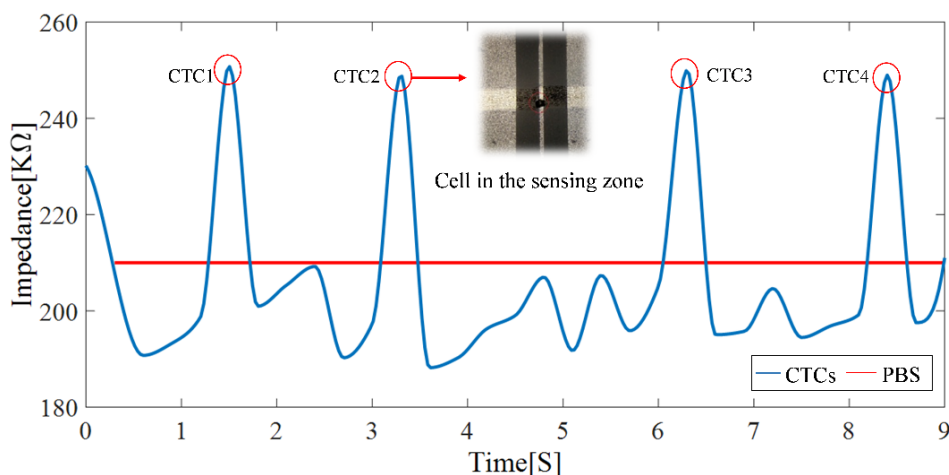 260
240
220
200
180
Impedance[KΩ]
CTC1
CTC2
CTC3
CTC4
Cell in the sensing zone
CTCs
PBS
0 1 2 3 4 5 6 7 8 9
Time[S]